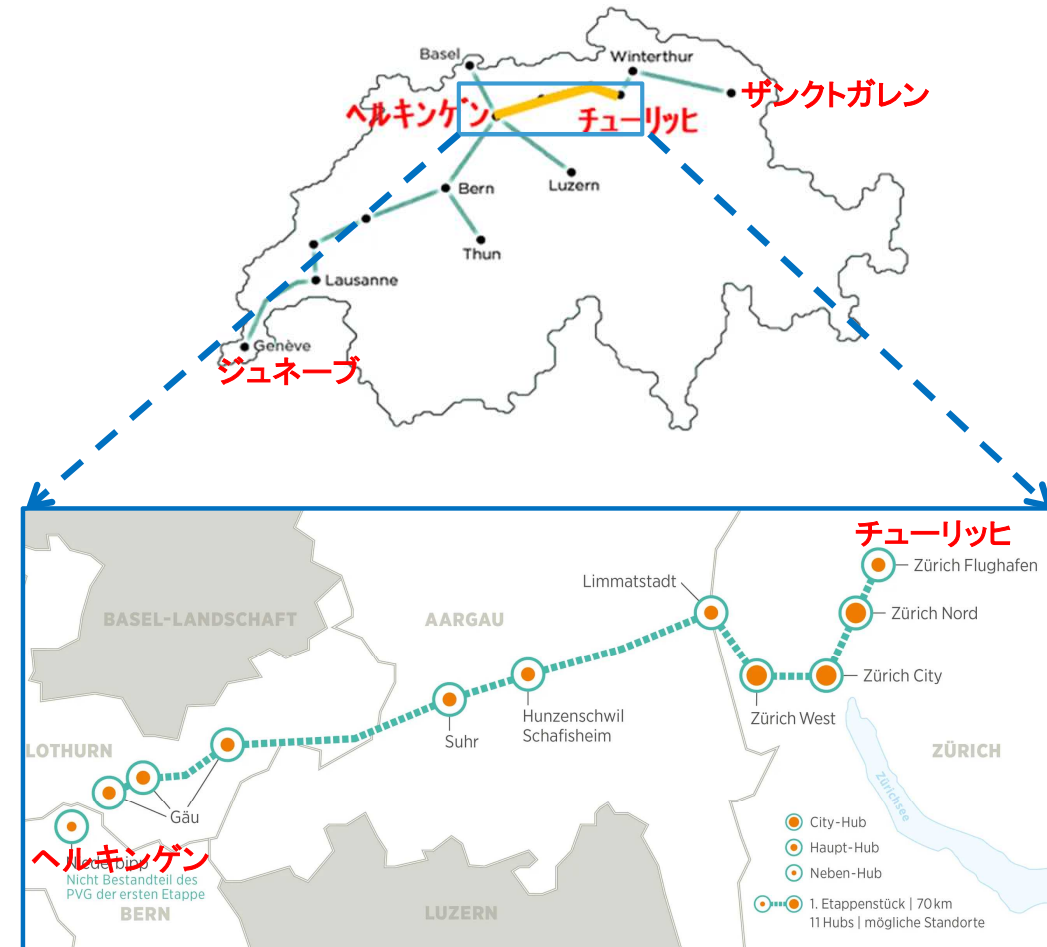 Basel
Winterthur
ザンクトガレン
ヘルキンゲン
チューリッヒ
Bern
Luzern
Thun
Lausanne
Genève
ジュネーブ
チューリッヒ
Zürich Flughafen
Limmatstadt
BASEL-LANDSCHAFT
AARGAU
Zürich Nord
Zürich City
Hunzenschwil
Schafisheim
Zürich West
Suhr
LOTHURN
ZÜRICH
Gäu
Zürichsee
City-Hub
Haupt-Hub
Neben-Hub
ヘルキンゲン
Niederbipp
Nicht Bestandteil des
PVG der ersten Etappe
BERN
LUZERN
1. Etappenstück | 70 km
11 Hubs | mögliche Standorte